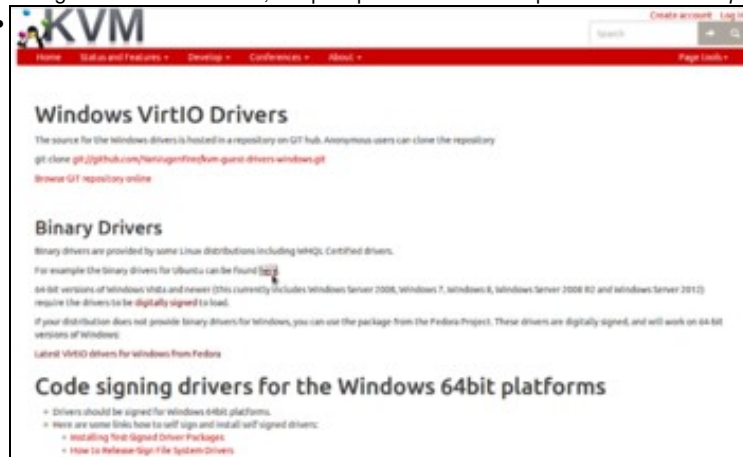 KVM
Create account Log in
Search
Home Status and Features Develop Conferences About Page tools
Windows VirtIO Drivers
The source for the Windows drivers is hosted in a repository on GIT hub. Anonymous users can clone the repository
git clone git://github.com/YanVugenfirer/kvm-guest-drivers-windows.git
Browse GIT repository online
Binary Drivers
Binary drivers are provided by some Linux distributions including WHQL Certified drivers.
For example the binary drivers for Ubuntu can be found here.
64-bit versions of Windows Vista and newer (this currently includes Windows Server 2008, Windows 7, Windows 8, Windows Server 2008 R2 and Windows Server 2012)
require the drivers to be digitally signed to load.
If your distribution does not provide binary drivers for Windows, you can use the package from the Fedora Project. These drivers are digitally signed, and will work on 64-bit
versions of Windows:
Latest VirtIO drivers for Windows from Fedora
Code signing drivers for the Windows 64bit platforms
Drivers should be signed for Windows 64bit platforms.
Here are some links how to self sign and install self signed drivers:
Installing Test-Signed Driver Packages
How to Release-Sign File System Drivers